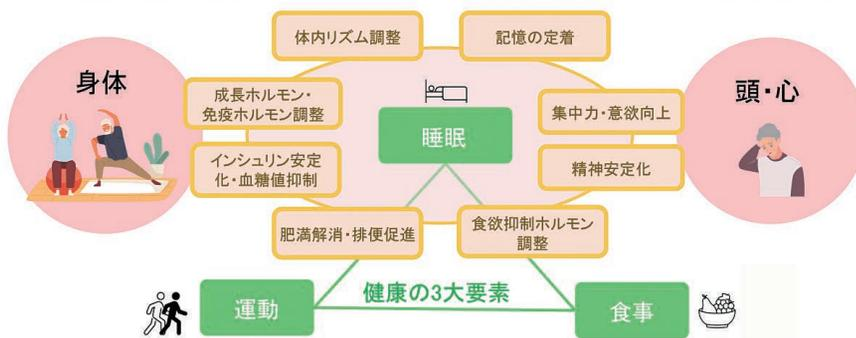 体内リズム調整
記憶の定着
身体
頭・心
成長ホルモン・
免疫ホルモン調整
集中力・意欲向上
睡眠
インシュリン安定
化・血糖値抑制
精神安定化
肥満解消・排便促進
食欲抑制ホルモン
調整
健康の3大要素
運動
食事